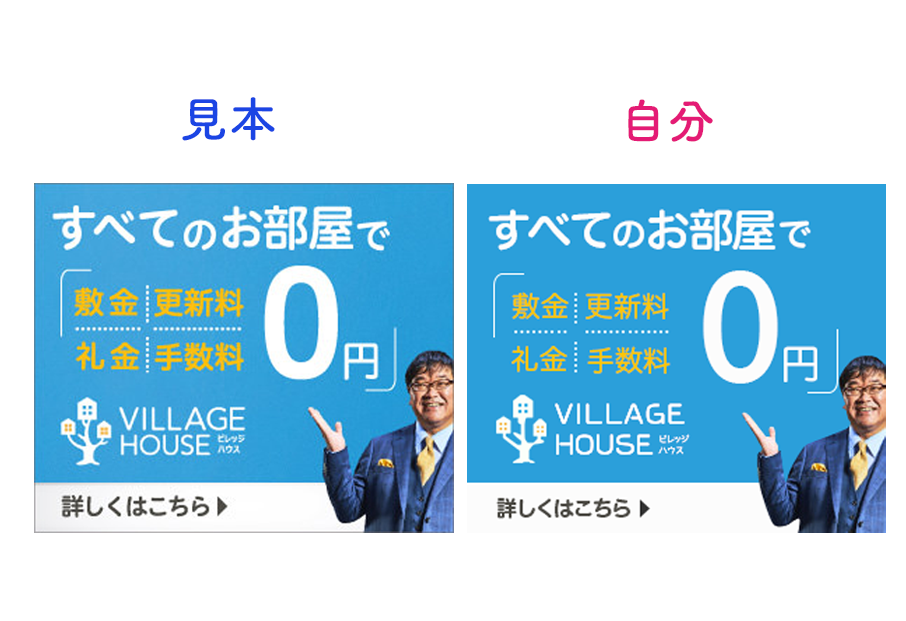 見本
すべてのお部屋で
敷金 更新料
礼金 手数料
0円
VILLAGE
HOUSE ビレッジ
ハウス
詳しくはこちら
自分
すべてのお部屋で
敷金 更新料
礼金 手数料
0円
VILLAGE
HOUSE ビレッジ
ハウス
詳しくはこちら